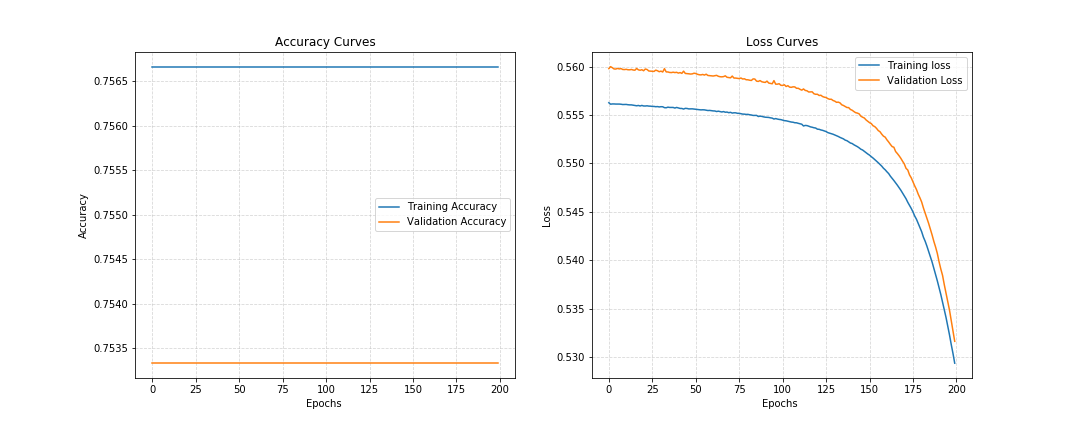 Accuracy Curves
0.7565
0.7560
0.7555
0.7550
0.7545
0.7540
0.7535
Accuracy
Training Accuracy
Validation Accuracy
0 25 50 75 100 125 150 175 200
Epochs
Loss Curves
0.560
0.555
0.550
0.545
0.540
0.535
0.530
Loss
Training loss
Validation Loss
0 25 50 75 100 125 150 175 200
Epochs